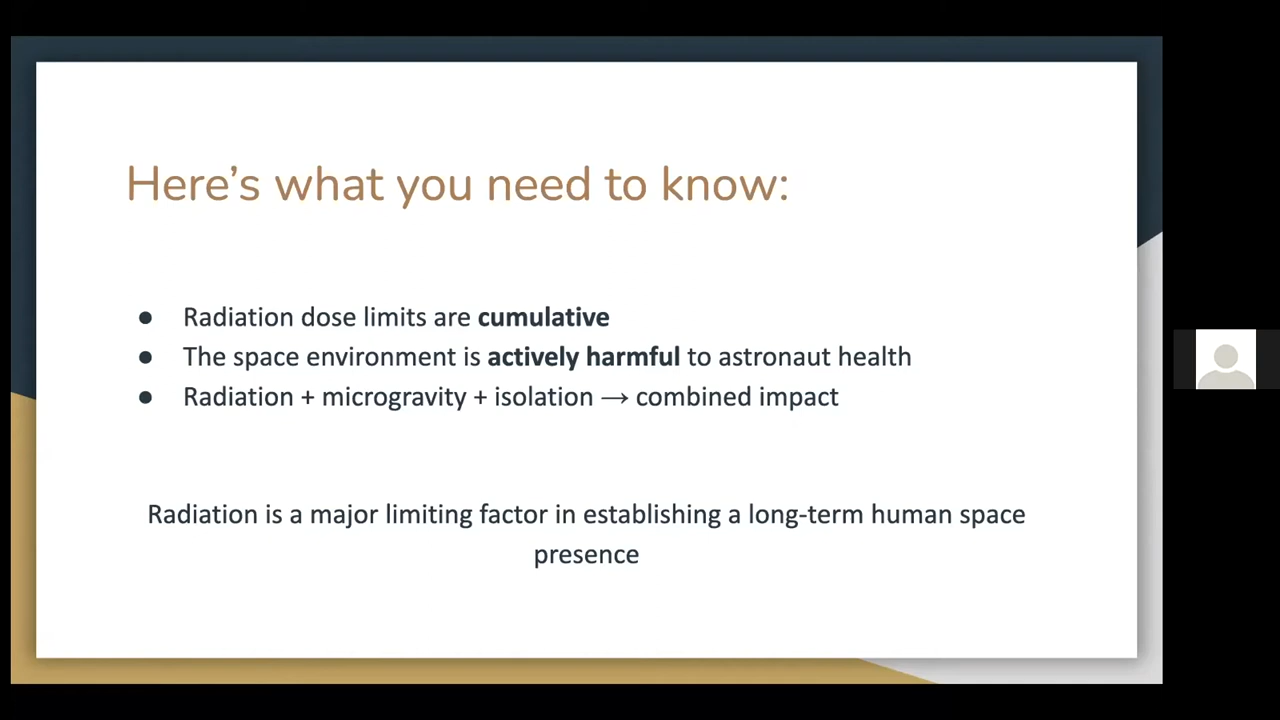 Here’s what you need to know:
● Radiation dose limits are cumulative
● The space environment is actively harmful to astronaut health
● Radiation + microgravity + isolation → combined impact
Radiation is a major limiting factor in establishing a long-term human space
presence